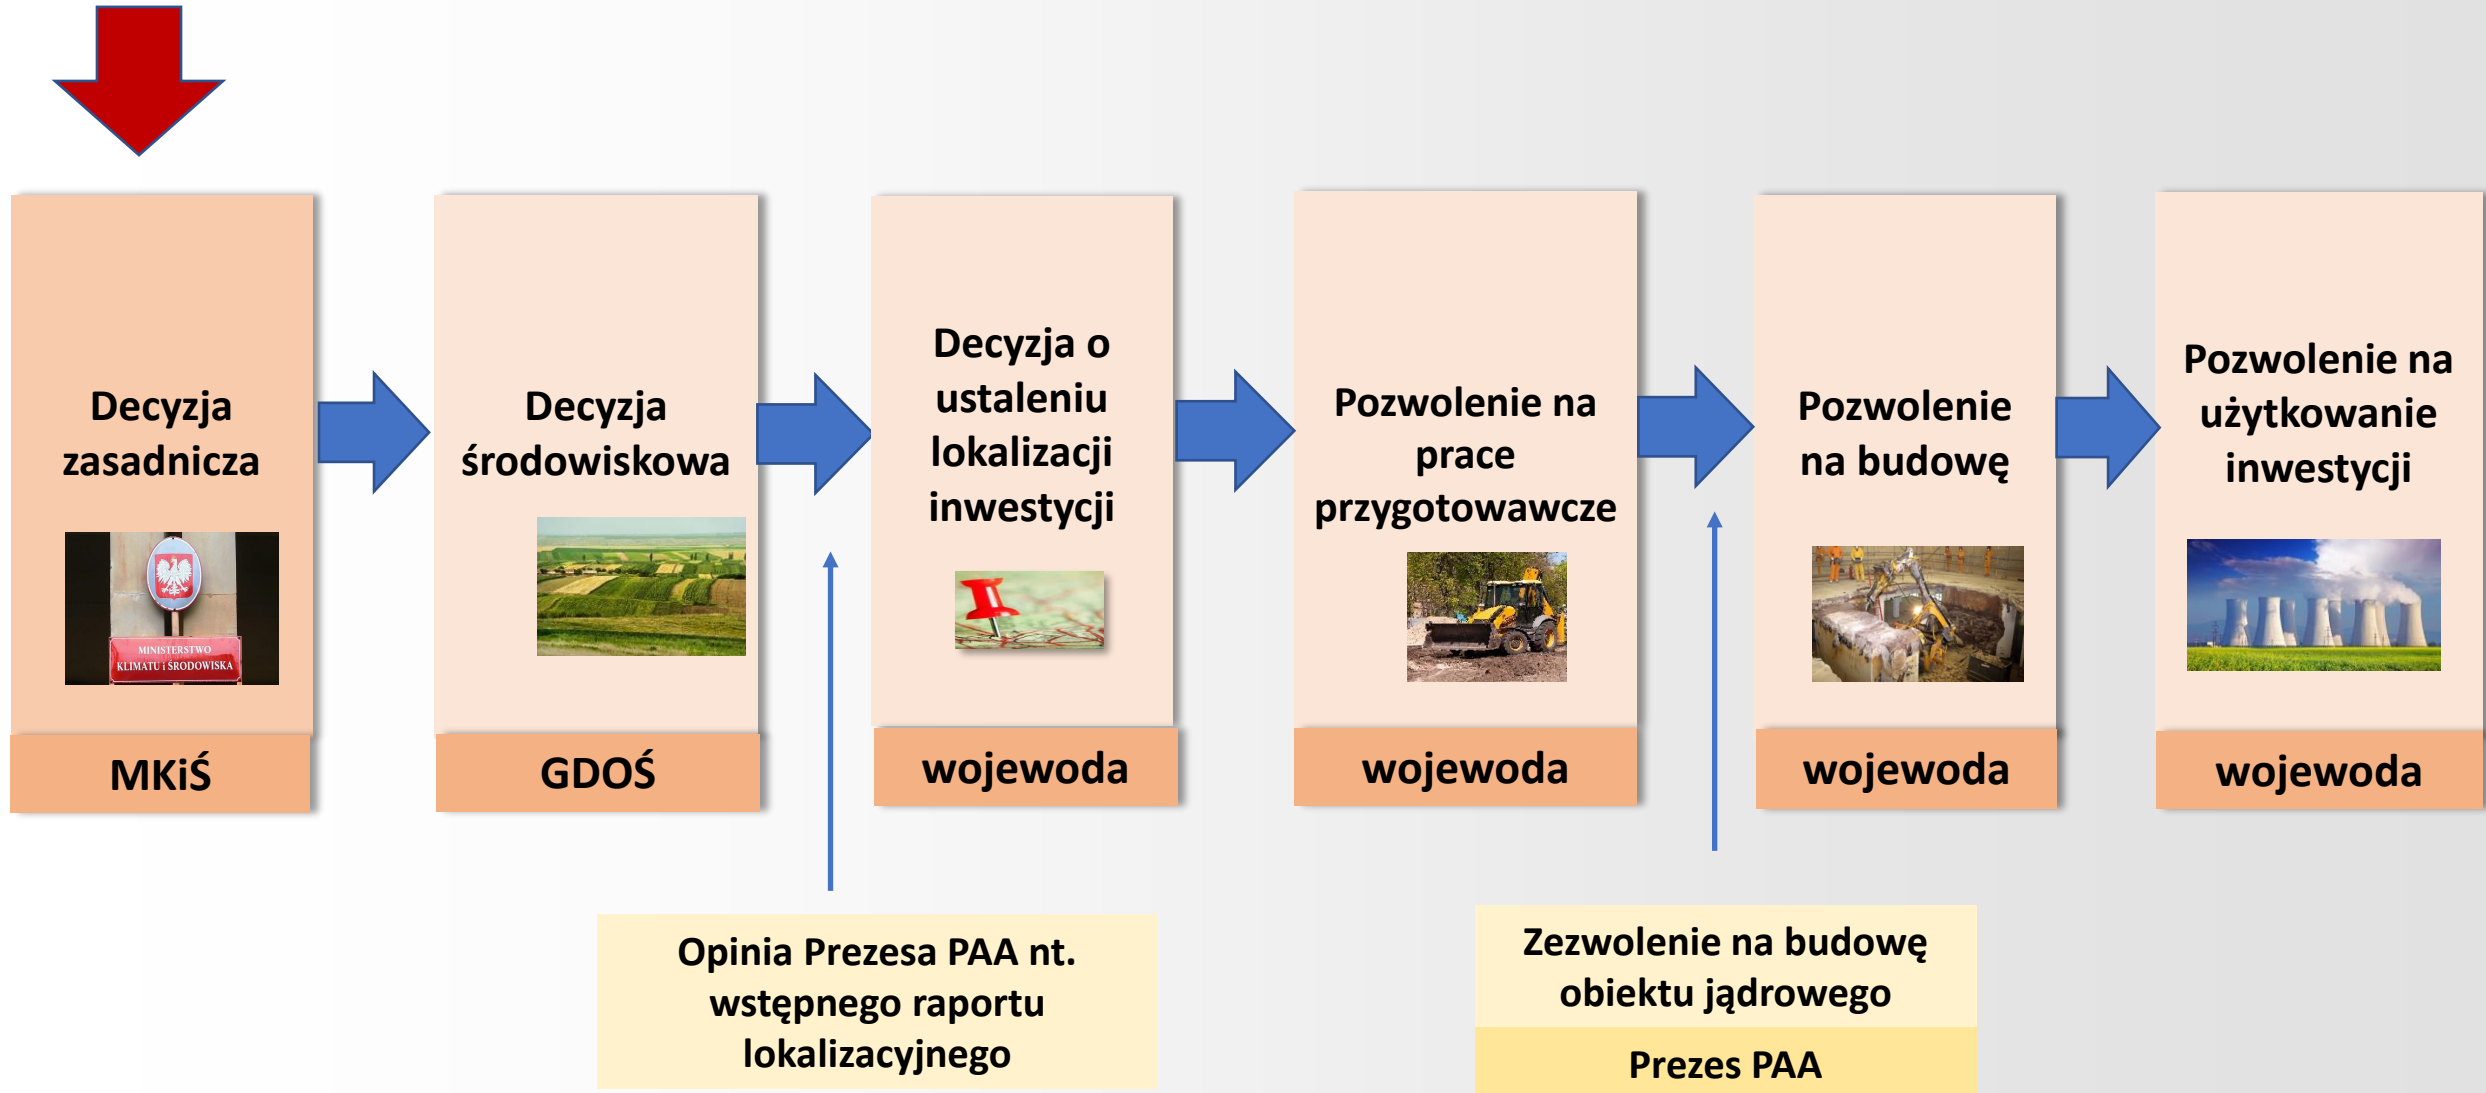 Decyzja
zasadnicza
MINISTERSTWO
KLIMATU i ŚRODOWISKA
MKiŚ
Decyzja
środowiskowa
GDOŚ
Decyzja o
ustaleniu
lokalizacji
inwestycji
wojewoda
Pozwolenie na
prace
przygotowawcze
wojewoda
Pozwolenie
na budowę
wojewoda
Pozwolenie na
użytkowanie
inwestycji
wojewoda
Opinia Prezesa PAA nt.
wstępnego raportu
lokalizacyjnego
Zezwolenie na budowę
obiektu jądrowego
Prezes PAA